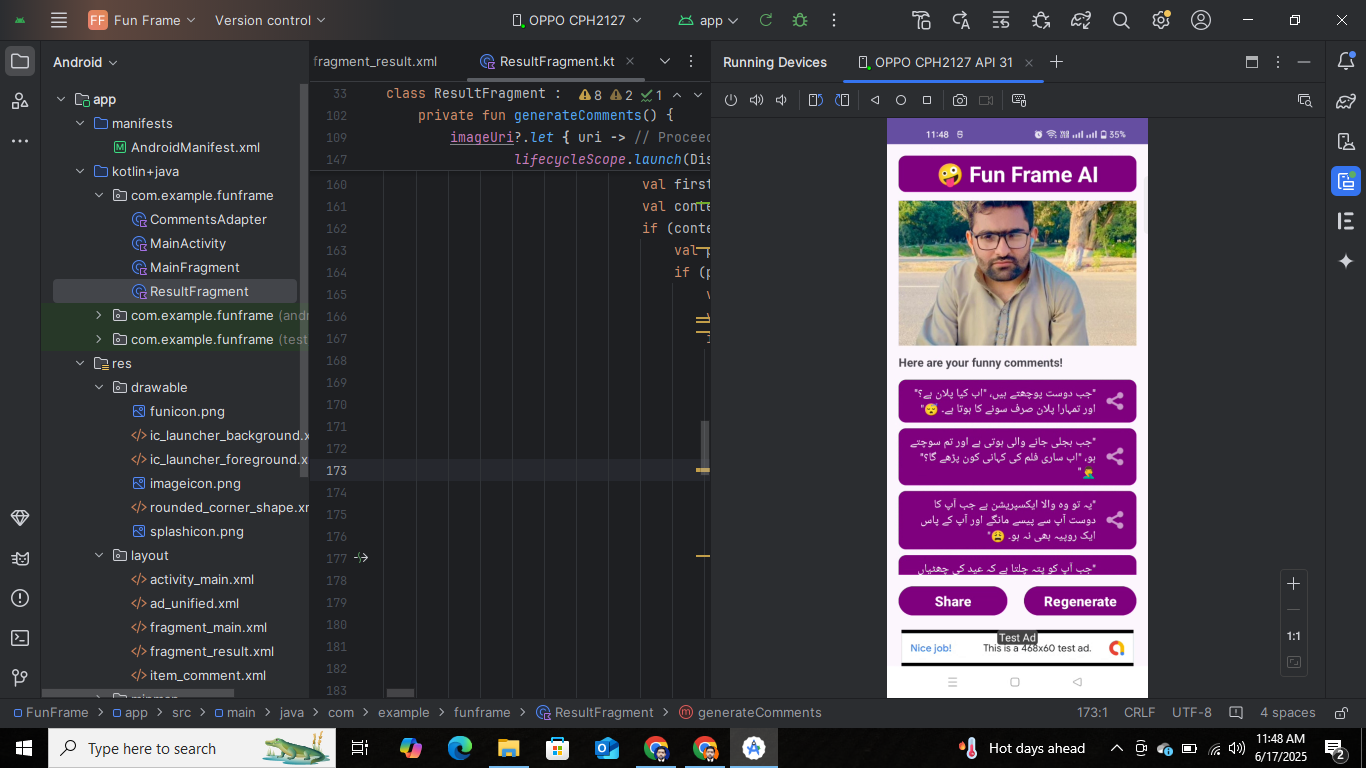 FF Fun Frame Version control OPPO CPH2127 app
Android
app
manifests
AndroidManifest.xml
kotlin+java
com.example.funframe
CommentsAdapter
MainActivity
MainFragment
ResultFragment
com.example.funframe (andr
com.example.funframe (test
res
drawable
funicon.png
ic_launcher_background.x
ic_launcher_foreground.x
imageicon.png
rounded_corner_shape.xr
splashicon.png
layout
activity_main.xml
ad_unified.xml
fragment_main.xml
fragment_result.xml
item_comment.xml
fragment_result.xml ResultFragment.kt
33 class ResultFragment : 8 2 1
102 private fun generateComments() {
109 imageUri?.let { uri -> // Proceed
147 lifecycleScope.launch(Dis
160 val first
161 val conte
162 if (conte
163 val p
164 if (p
165
166
167
168
169
170
171
172
173
174
175
176
177
178
179
180
181
182
183
Running Devices OPPO CPH2127 API 31
11:48 35%
🤪 Fun Frame AI
Here are your funny comments!
"جب دوست پوچھتے ہیں، "اب کیا پلان ہے؟"
اور تمہارا پلان صرف سونے کا ہوتا ہے۔ 😴"
"جب بجلی جانے والی ہوتی ہے اور تم سوچتے
ہو، "اب ساری فلم کی کہانی کون پڑھے گا؟"
🤦‍♂️"
"یہ تو وہ والا ایکسپریشن ہے جب آپ کا
دوست آپ سے پیسے مانگے اور آپ کے پاس
ایک روپیہ بھی نہ ہو۔ 😩"
"جب آپ کو پتہ چلتا ہے کہ عید کی چھٹیاں
Share Regenerate
Test Ad
Nice job! This is a 468x60 test ad.
1:1
FunFrame > app > src > main > java > com > example > funframe > ResultFragment > generateComments
173:1 CRLF UTF-8 4 spaces
Type here to search
Hot days ahead
11:48 AM
6/17/2025
2